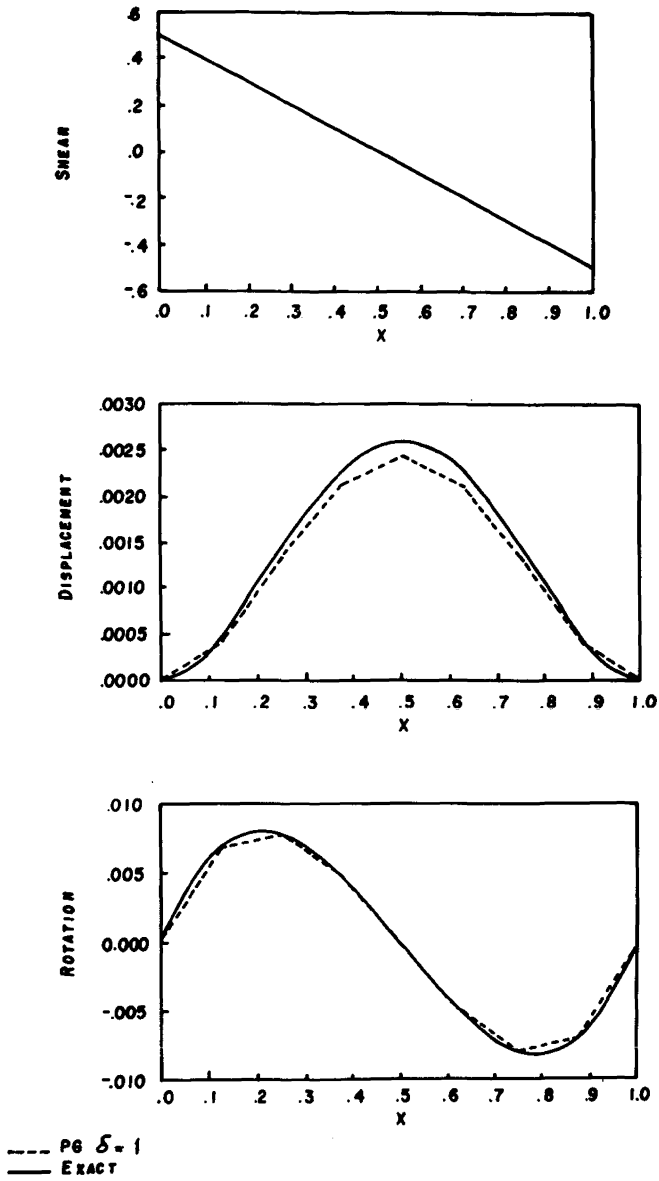 .6
.4
.2
.0
-.2
-.4
-.6
SHEAR
.0 .1 .2 .3 .4 .5 .6 .7 .8 .9 1.0
X
.0030
.0025
.0020
.0015
.0010
.0005
.0000
DISPLACEMENT
.0 .1 .2 .3 .4 .5 .6 .7 .8 .9 1.0
X
.010
.005
0.000
-.005
-.010
ROTATION
.0 .1 .2 .3 .4 .5 .6 .7 .8 .9 1.0
X
PG δ = 1
EXACT